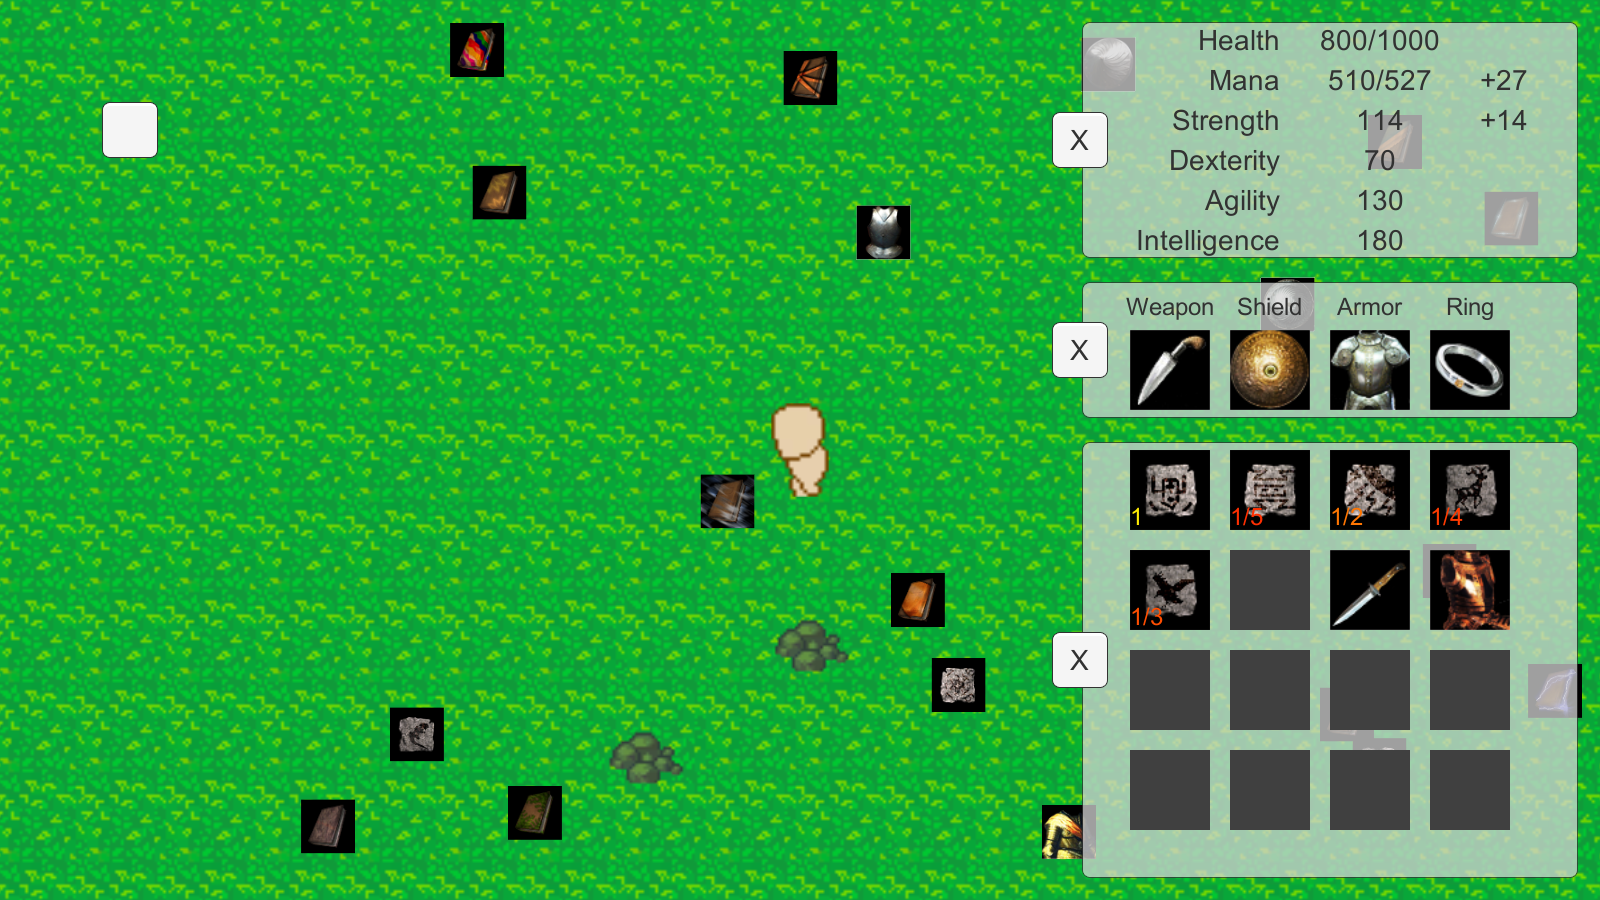 Health 800/1000
Mana 510/527 +27
X
Strength 114 +14
Dexterity 70
Agility 130
Intelligence 180
Weapon Shield Armor Ring
X
1 1/5 1/2 1/4
1/3
X